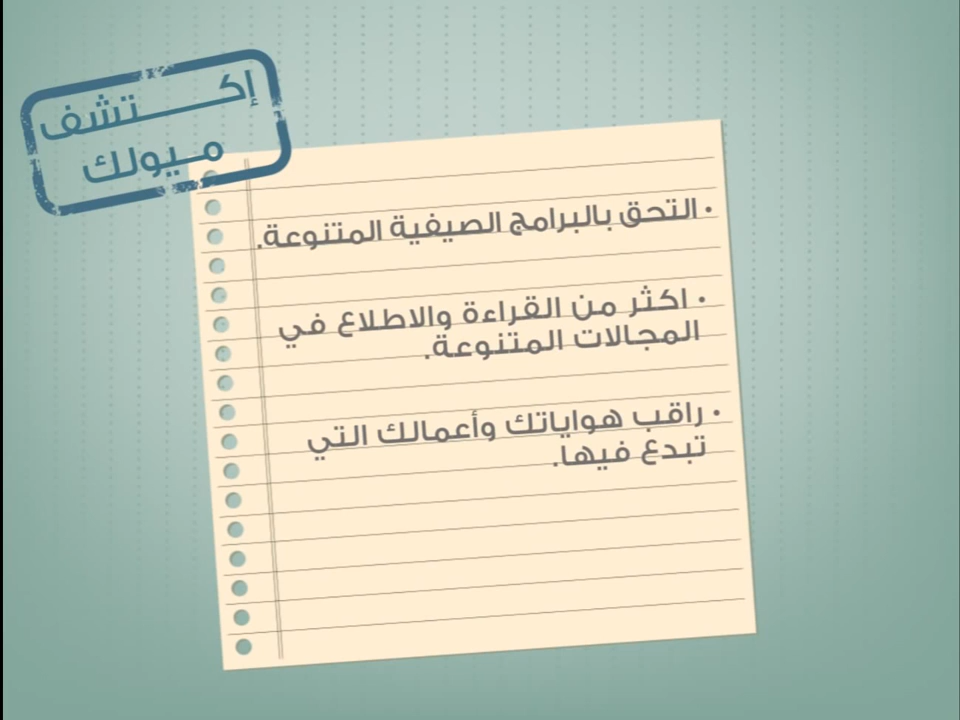 إكتشف
ميولك
• التحق بالبرامج الصيفية المتنوعة.
• اكثر من القراءة والاطلاع في
المجالات المتنوعة.
• راقب هواياتك وأعمالك التي
تبدع فيها.